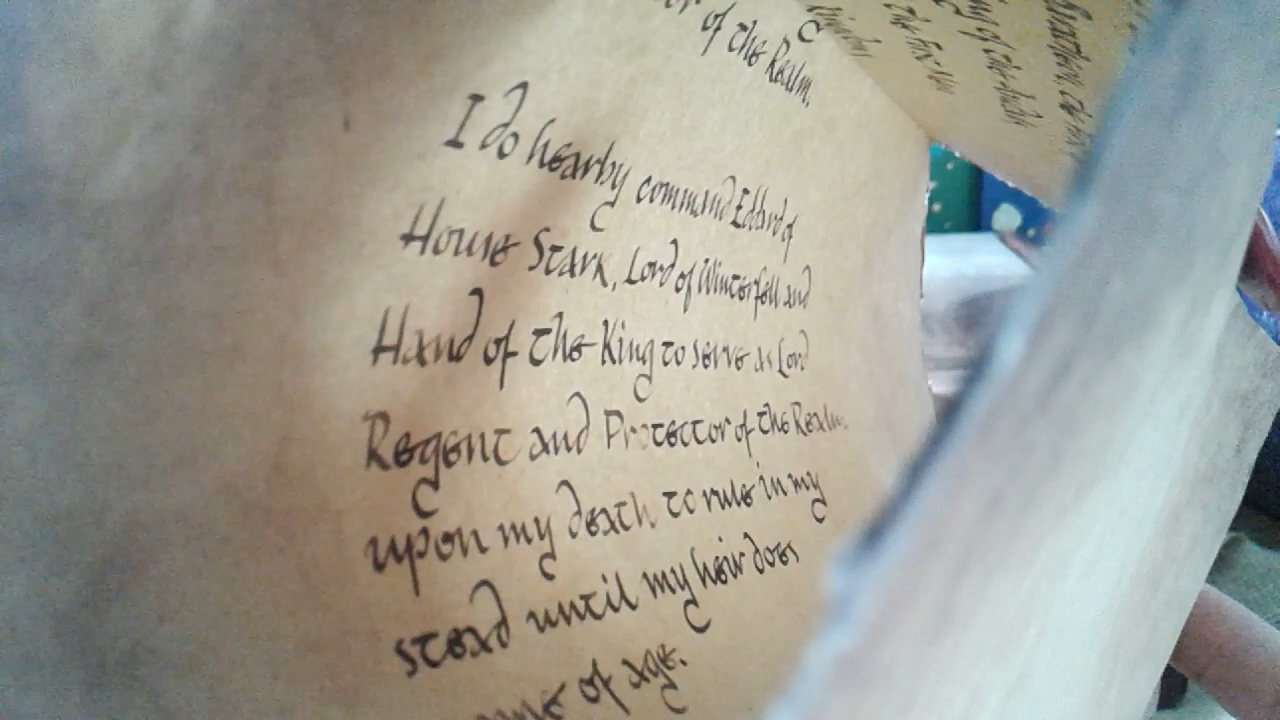 of the Realm.
I do hearby command Eddard of
House Stark, Lord of Winterfell and
Hand of the King to serve as Lord
Regent and Protector of the Realm
upon my death to rule in my
stead until my heir does
of age.